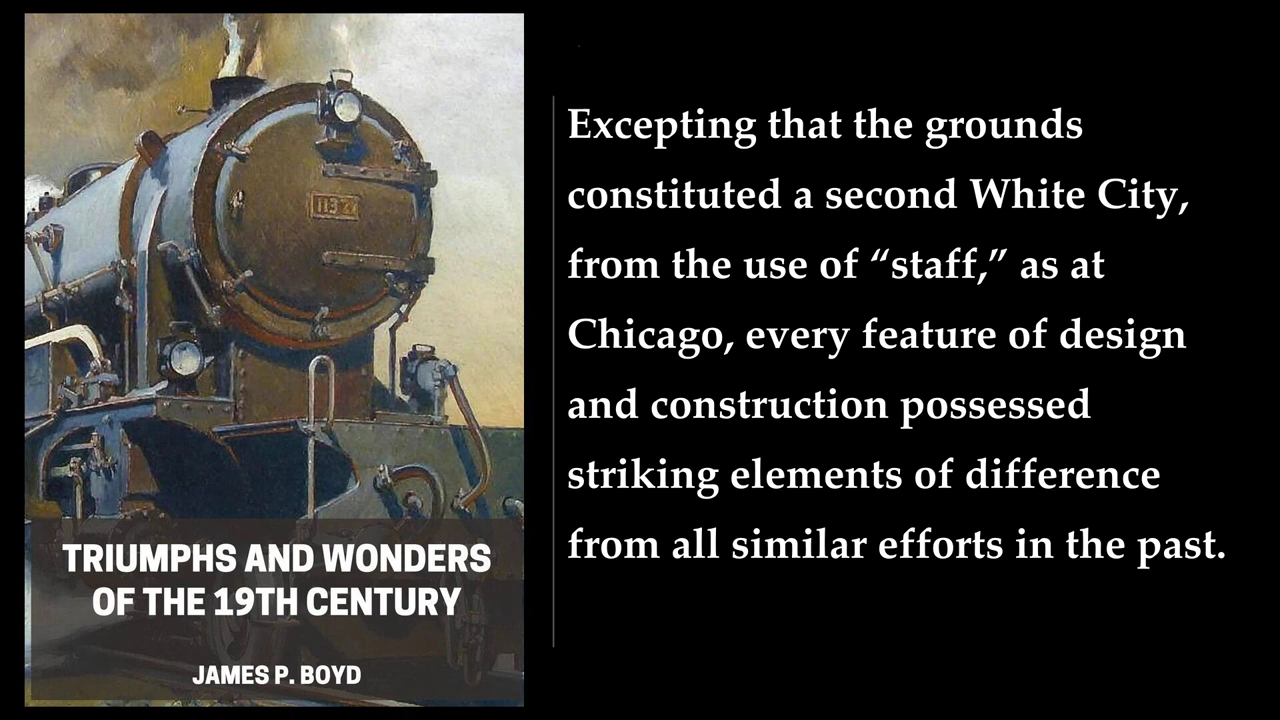 Excepting that the grounds
constituted a second White City,
from the use of “staff,” as at
Chicago, every feature of design
and construction possessed
striking elements of difference
from all similar efforts in the past.
TRIUMPHS AND WONDERS
OF THE 19TH CENTURY
JAMES P. BOYD